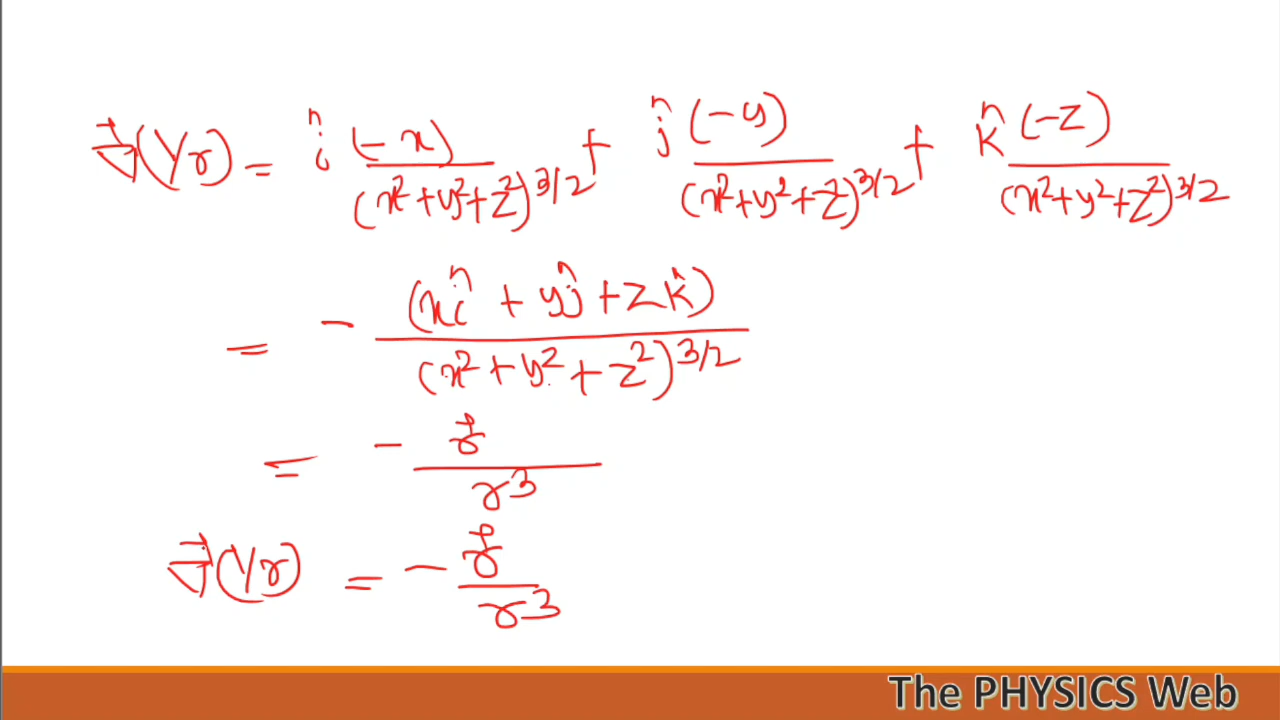 ∇⃗(1/r) = î (-x)/(x²+y²+z²)^3/2 + ĵ (-y)/(x²+y²+z)^3/2 + k̂ (-z)/(x²+y²+z²)^3/2
= - (xî + yĵ + zk̂)/(x²+y²+z²)^3/2
= - r⃗/r³
∇⃗(1/r) = - r⃗/r³
The PHYSICS Web